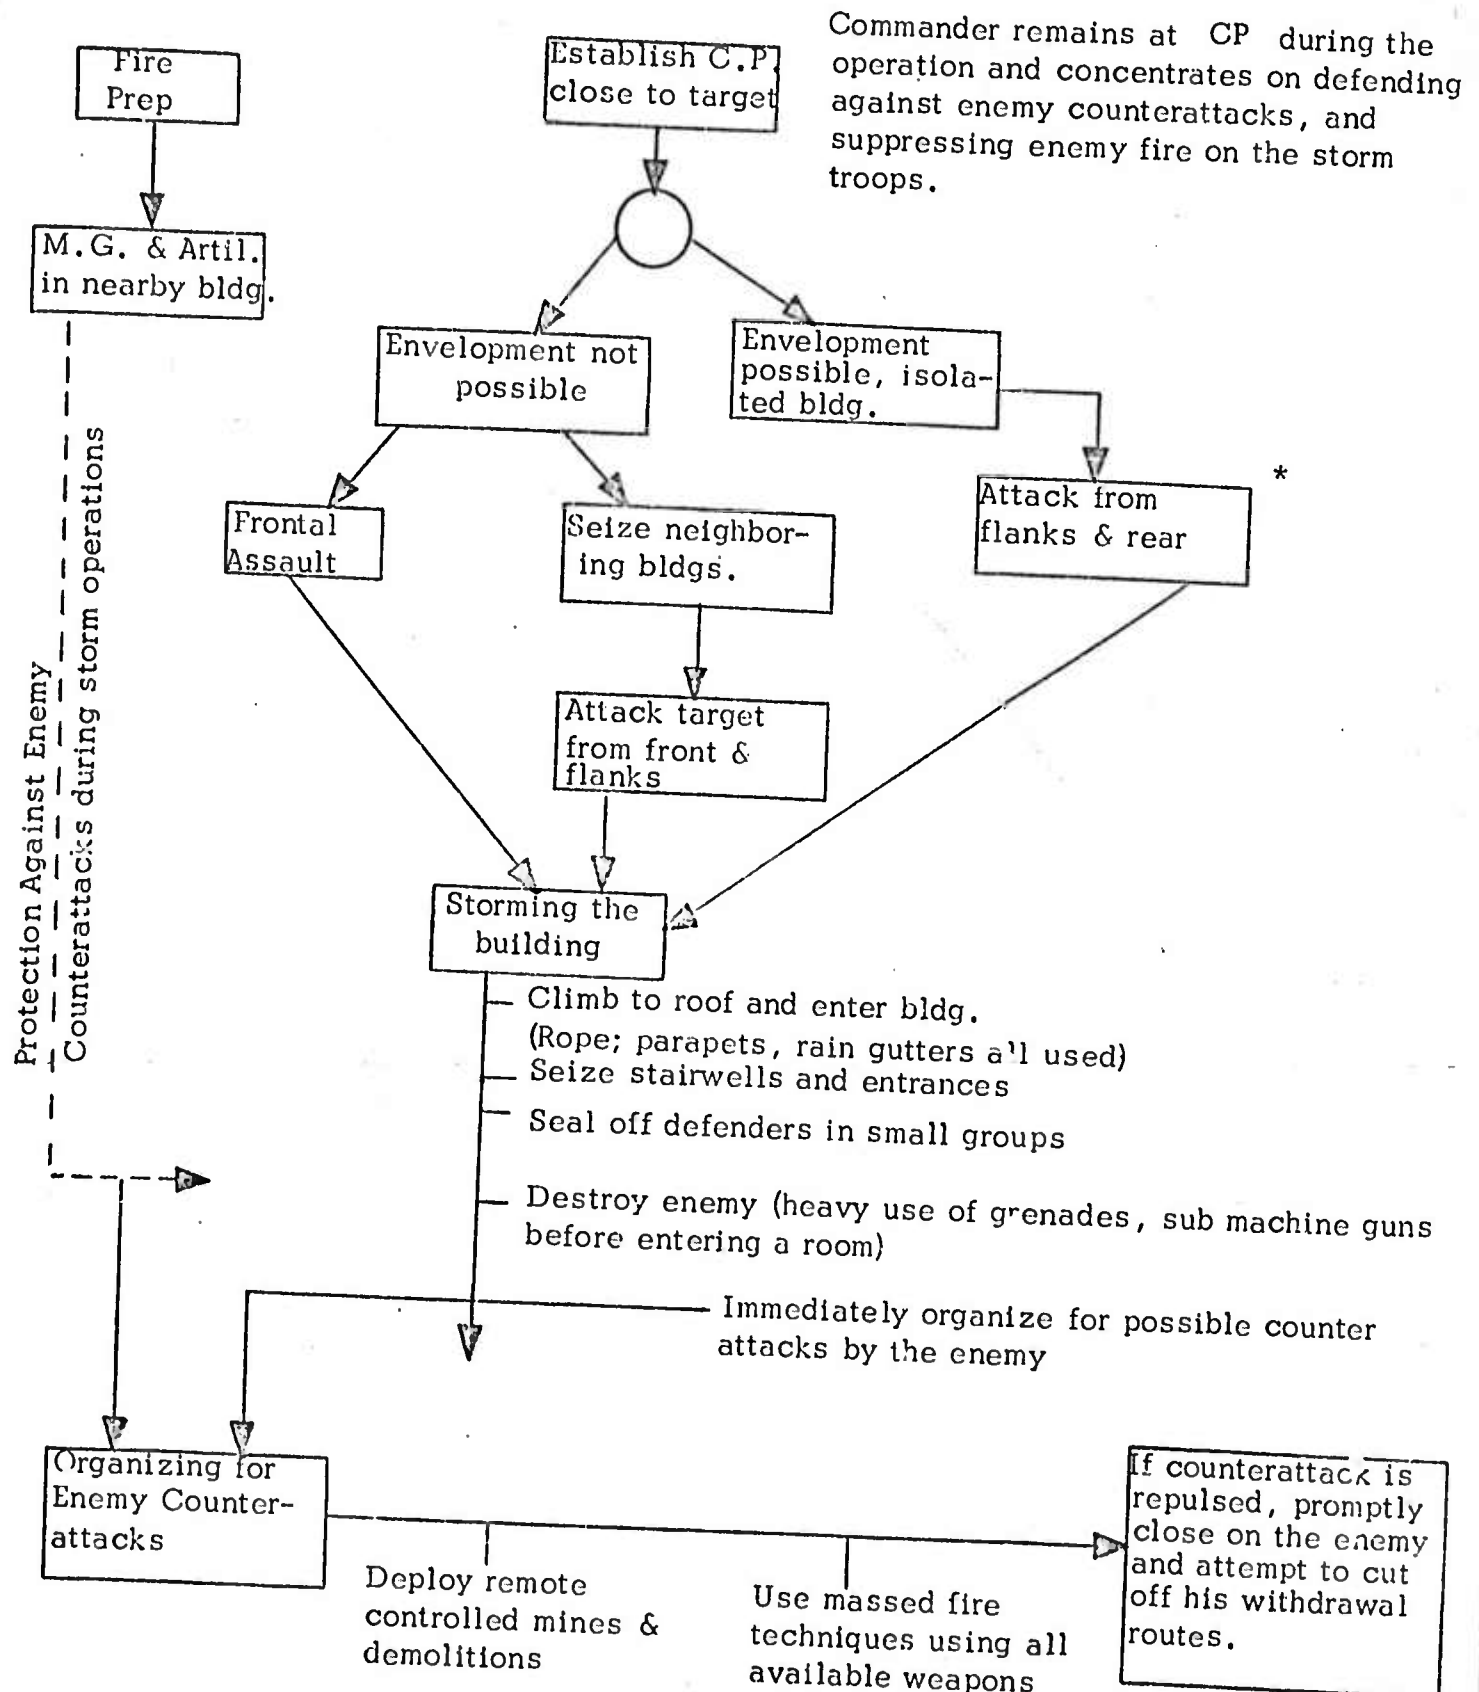 Fire
Prep
Establish C.P.
close to target
Commander remains at CP during the
operation and concentrates on defending
against enemy counterattacks, and
suppressing enemy fire on the storm
troops.
M.G. & Artil.
in nearby bldg.
Envelopment not
possible
Envelopment
possible, isola-
ted bldg.
Frontal
Assault
Seize neighbor-
ing bldgs.
Attack from
flanks & rear
*
Attack target
from front &
flanks
Protection Against Enemy
Counterattacks during storm operations
Storming the
building
Climb to roof and enter bldg.
(Rope; parapets, rain gutters all used)
Seize stairwells and entrances
Seal off defenders in small groups
Destroy enemy (heavy use of grenades, sub machine guns
before entering a room)
Immediately organize for possible counter
attacks by the enemy
Organizing for
Enemy Counter-
attacks
Deploy remote
controlled mines &
demolitions
Use massed fire
techniques using all
available weapons
If counterattack is
repulsed, promptly
close on the enemy
and attempt to cut
off his withdrawal
routes.